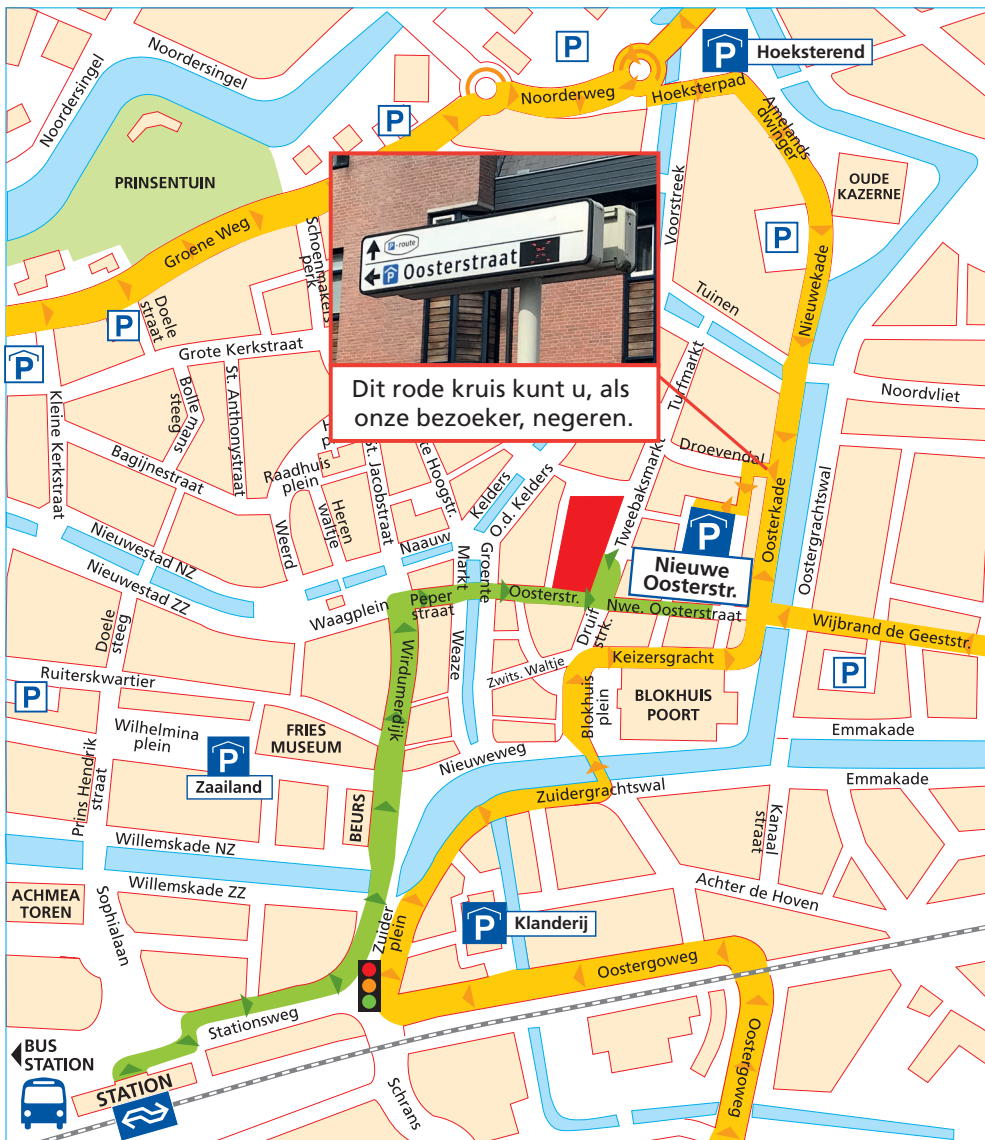 Noordersingel
Noordersingel
P
P
Hoeksterend
P
Noorderweg
Hoeksterpad
P
Amelands
dwinger
PRINSENTUIN
OUDE
KAZERNE
Groene Weg
Schoenmakers
perk
P-route
Oosterstraat
Voorstreek
P
Nieuwekade
Doele
straat
P
Tuinen
P
Grote Kerkstraat
Dit rode kruis kunt u, als
onze bezoeker, negeren.
Turfmarkt
Noordvliet
Kleine Kerkstraat
Bolle mans
steeg
St. Anthonystraat
Bagijnestraat
Raadhuis
plein
St. Jacobstraat
Hoogstr.
Droevendal
Heren
waltje
Kelders
O.d. Kelders
Tweebaksmarkt
Oosterkade
Oostergrachtswal
P
Nieuwe
Oosterstr.
Weerd
Naauw
Nieuwestad NZ
Nieuwestad ZZ
Groente
Markt
Waagplein
Peper
straat
Oosterstr.
Nwe. Oosterstraat
Wijbrand de Geeststr.
Doele
steeg
Weaze
Druif
strk.
Zwits. Waltje
Keizersgracht
P
Ruiterskwartier
P
Wirdumerdijk
Blokhuis
plein
BLOKHUIS
POORT
Wilhelmina
plein
FRIES
MUSEUM
Emmakade
Nieuweweg
P
Zaailand
Emmakade
Zuidergrachtswal
Prins Hendrik
straat
BEURS
Kanaal
straat
Willemskade NZ
Willemskade ZZ
Achter de Hoven
ACHMEA
TOREN
Sophialaan
Zuider
plein
P
Klanderij
Oostergoweg
Stationsweg
BUS
STATION
STATION
Schrans
Oostergoweg